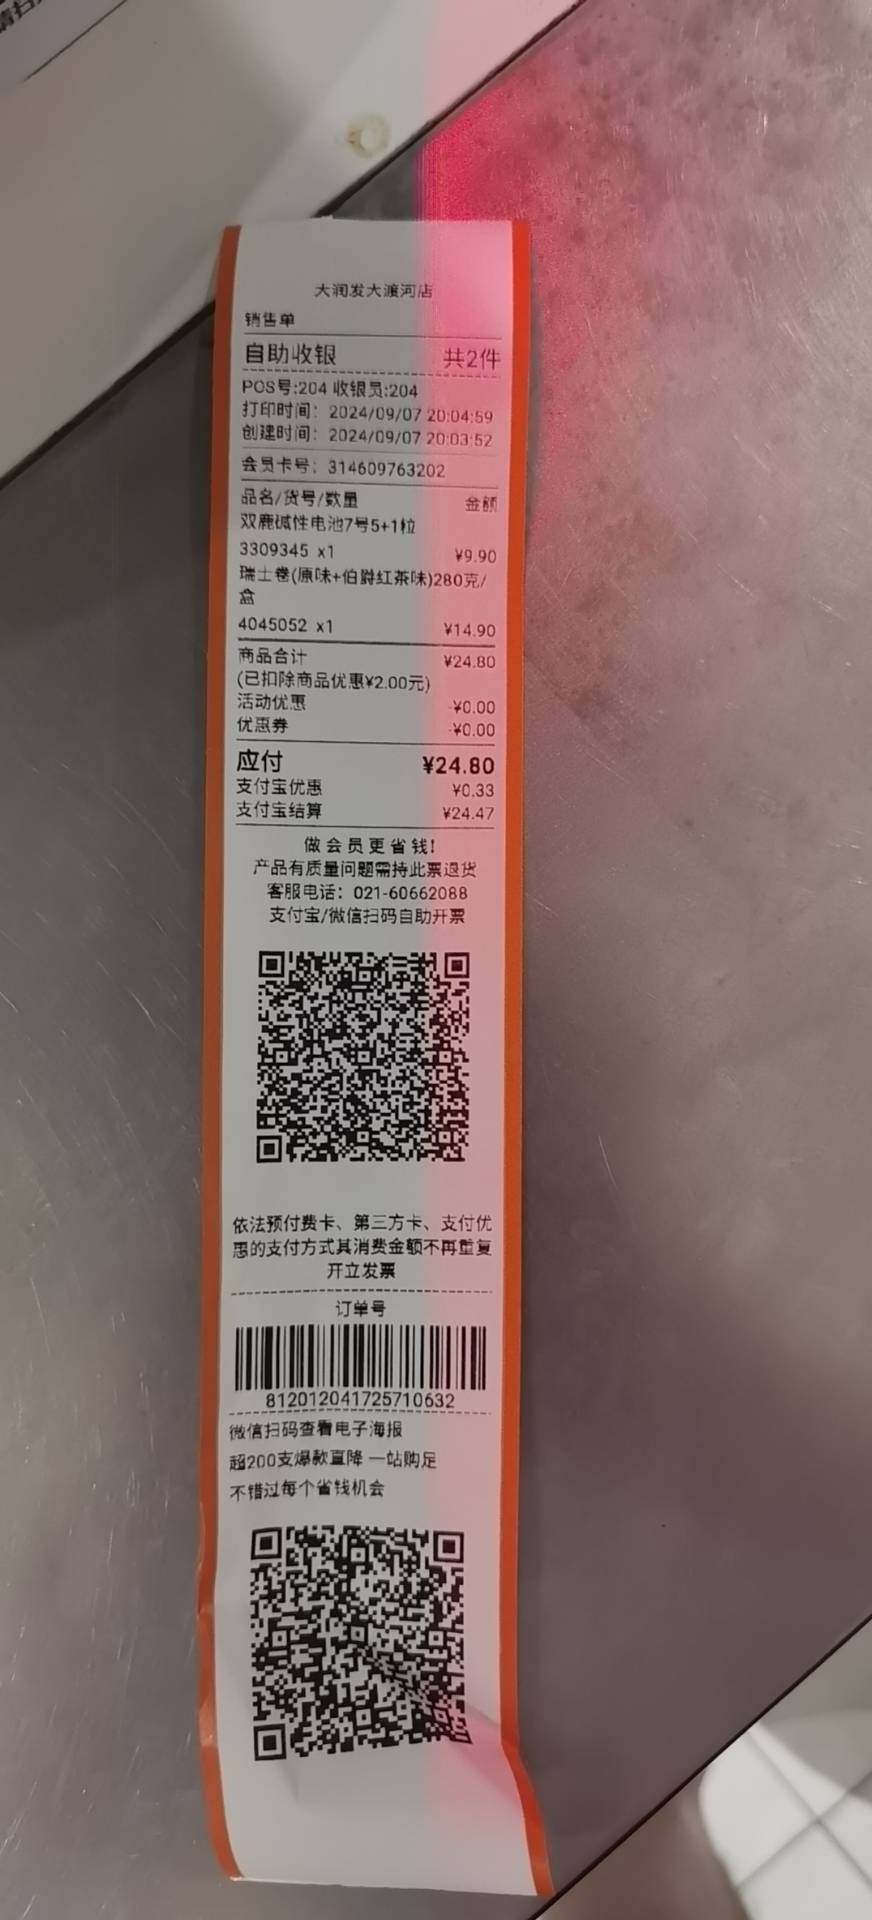 大润发大渡河店
销售单
自助收银 共2件
POS号:204 收银员:204
打印时间: 2024/09/07 20:04:59
创建时间: 2024/09/07 20:03:52
会员卡号: 314609763202
品名/货号/数量 金额
双鹿碱性电池7号5+1粒
3309345 x1 ¥9.90
瑞士卷(原味+伯爵红茶味)280克/
盒
4045052 x1 ¥14.90
商品合计 ¥24.80
(已扣除商品优惠¥2.00元)
活动优惠 -¥0.00
优惠券 -¥0.00
应付 ¥24.80
支付宝优惠 ¥0.33
支付宝结算 ¥24.47
做会员更省钱!
产品有质量问题需持此票退货
客服电话: 021-60662088
支付宝/微信扫码自助开票
依法预付费卡、第三方卡、支付优
惠的支付方式其消费金额不再重复
开立发票
订单号
812012041725710632
微信扫码查看电子海报
超200支爆款直降 一站购足
不错过每个省钱机会